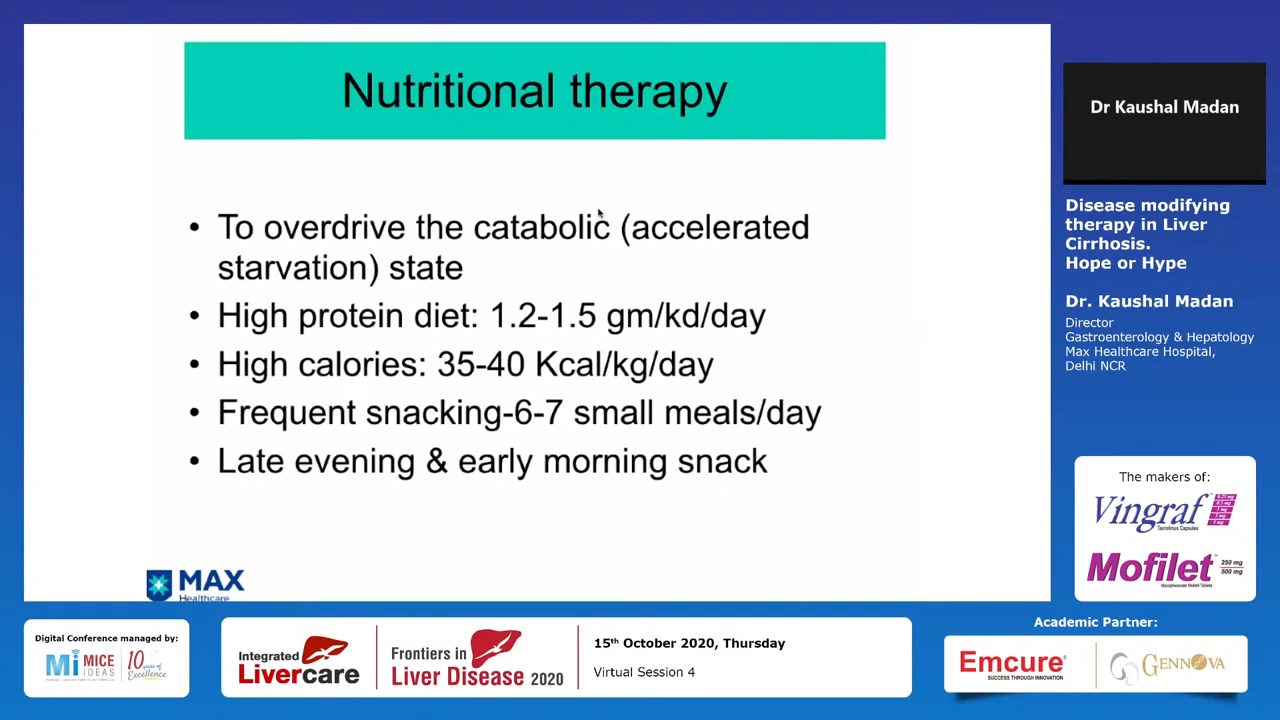 Nutritional therapy
• To overdrive the catabolic (accelerated
starvation) state
• High protein diet: 1.2-1.5 gm/kd/day
• High calories: 35-40 Kcal/kg/day
• Frequent snacking-6-7 small meals/day
• Late evening & early morning snack
MAX
Healthcare
Dr Kaushal Madan
Disease modifying
therapy in Liver
Cirrhosis.
Hope or Hype
Dr. Kaushal Madan
Director
Gastroenterology & Hepatology
Max Healthcare Hospital,
Delhi NCR
The makers of:
Vingraf
Tacrolimus Capsules
Mofilet
250 mg
500 mg
Mycophenolate Mofetil Tablets
Digital Conference managed by:
Mi MICE
IDEAS
10 years of
Excellence
Integrated
Livercare
Frontiers in
Liver Disease 2020
15th October 2020, Thursday
Virtual Session 4
Academic Partner:
Emcure
SUCCESS THROUGH INNOVATION
GENNOVA